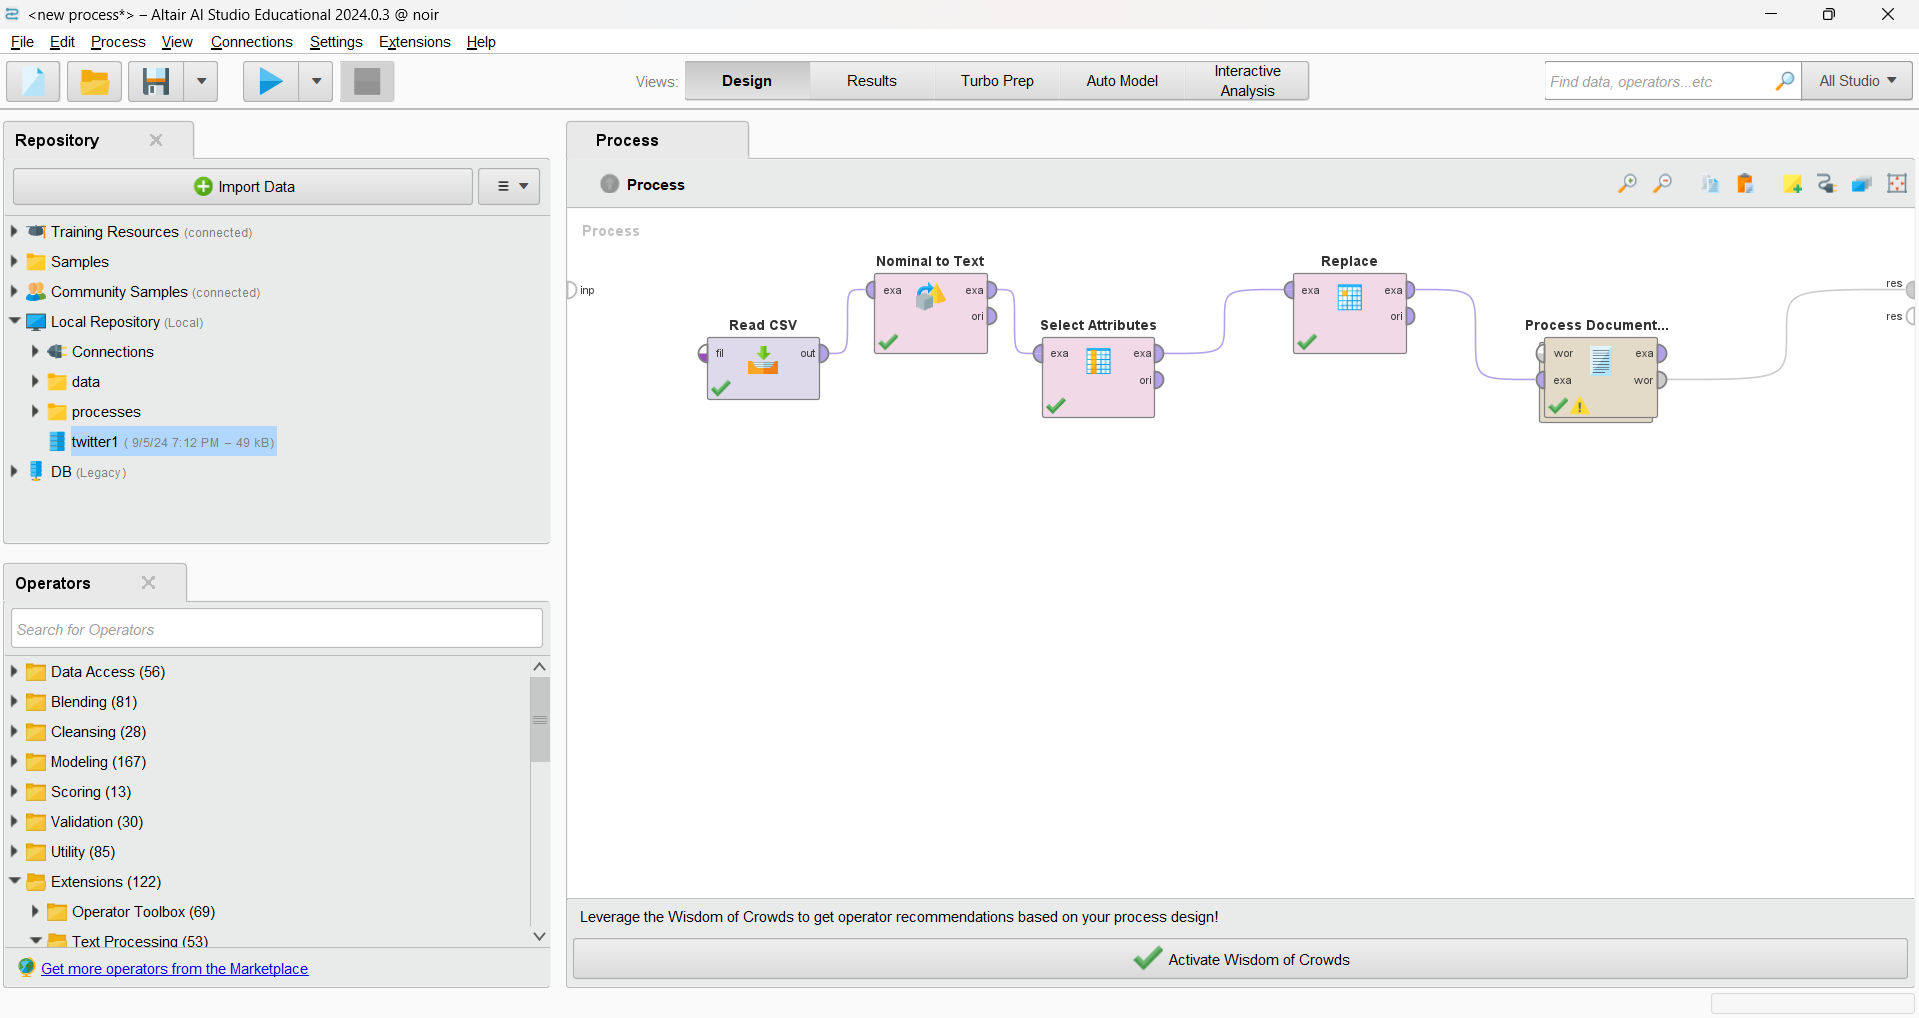 <new process*> – Altair AI Studio Educational 2024.0.3 @ noir
File Edit Process View Connections Settings Extensions Help
Views: Design Results Turbo Prep Auto Model Interactive Analysis
Find data, operators...etc
All Studio
Repository
Import Data
Training Resources (connected)
Samples
Community Samples (connected)
Local Repository (Local)
Connections
data
processes
twitter1 ( 9/5/24 7:12 PM – 49 kB)
DB (Legacy)
Operators
Search for Operators
Data Access (56)
Blending (81)
Cleansing (28)
Modeling (167)
Scoring (13)
Validation (30)
Utility (85)
Extensions (122)
Operator Toolbox (69)
Text Processing (53)
Get more operators from the Marketplace
Process
Process
Process
inp
Read CSV
fil out
Nominal to Text
exa exa
ori
Select Attributes
exa exa
ori
Replace
exa exa
ori
Process Document...
wor exa
exa wor
res
res
Leverage the Wisdom of Crowds to get operator recommendations based on your process design!
Activate Wisdom of Crowds